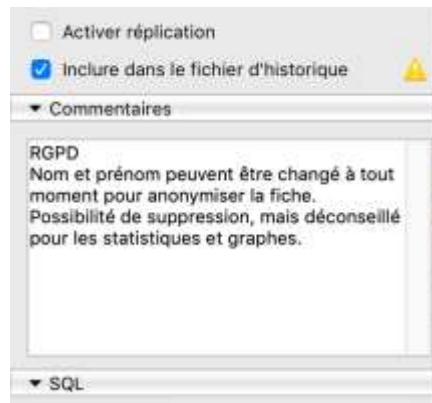 Activer réplication
Inclure dans le fichier d'historique
Commentaires
RGPD
Nom et prénom peuvent être changé à tout
moment pour anonymiser la fiche.
Possibilité de suppression, mais déconseillé
pour les statistiques et graphes.
SQL